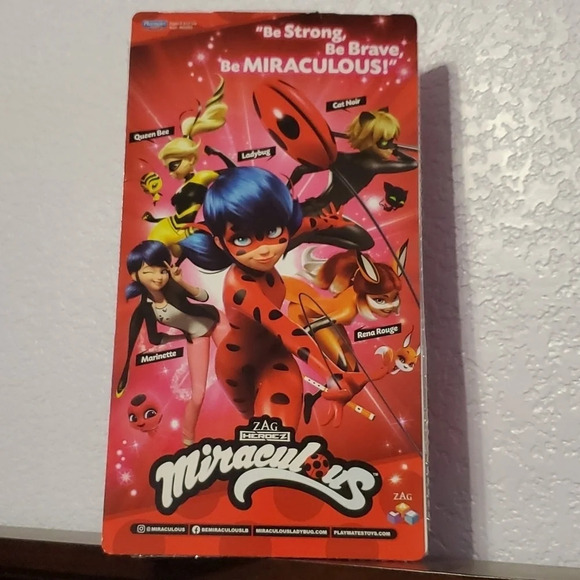 "Be Strong,
Be Brave,
Be MIRACULOUS!"
Queen Bee
Ladybug
Cat Noir
Marinette
Rena Rouge
ZAG
HEROEZ
Miraculous
ZAG
@MIRACULOUS BEMIRACULOUSLB MIRACULOUSLADYBUG.COM PLAYMATESTOYS.COM